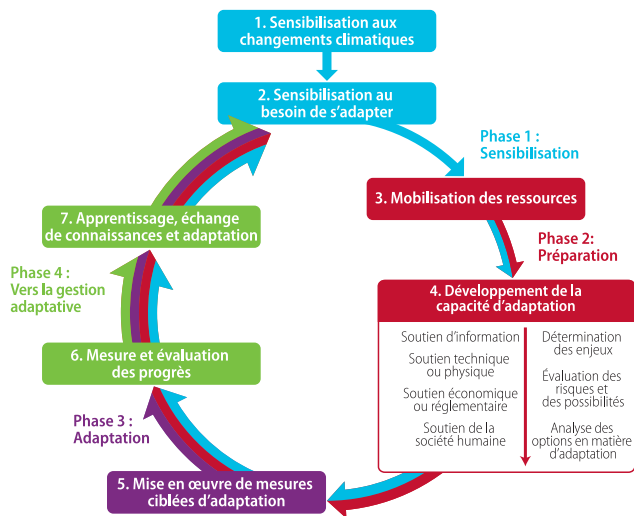 1. Sensibilisation aux
changements climatiques
2. Sensibilisation au
besoin de s’adapter
Phase 1 :
Sensibilisation
3. Mobilisation des ressources
Phase 2:
Préparation
4. Développement de la
capacité d’adaptation
Soutien d’information
Soutien technique
ou physique
Soutien économique
ou réglementaire
Soutien de la
société humaine
Détermination
des enjeux
Évaluation des
risques et
des possibilités
Analyse des
options en matière
d’adaptation
5. Mise en œuvre de mesures
ciblées d’adaptation
Phase 3 :
Adaptation
6. Mesure et évaluation
des progrès
Phase 4 :
Vers la gestion
adaptative
7. Apprentissage, échange
de connaissances et adaptation